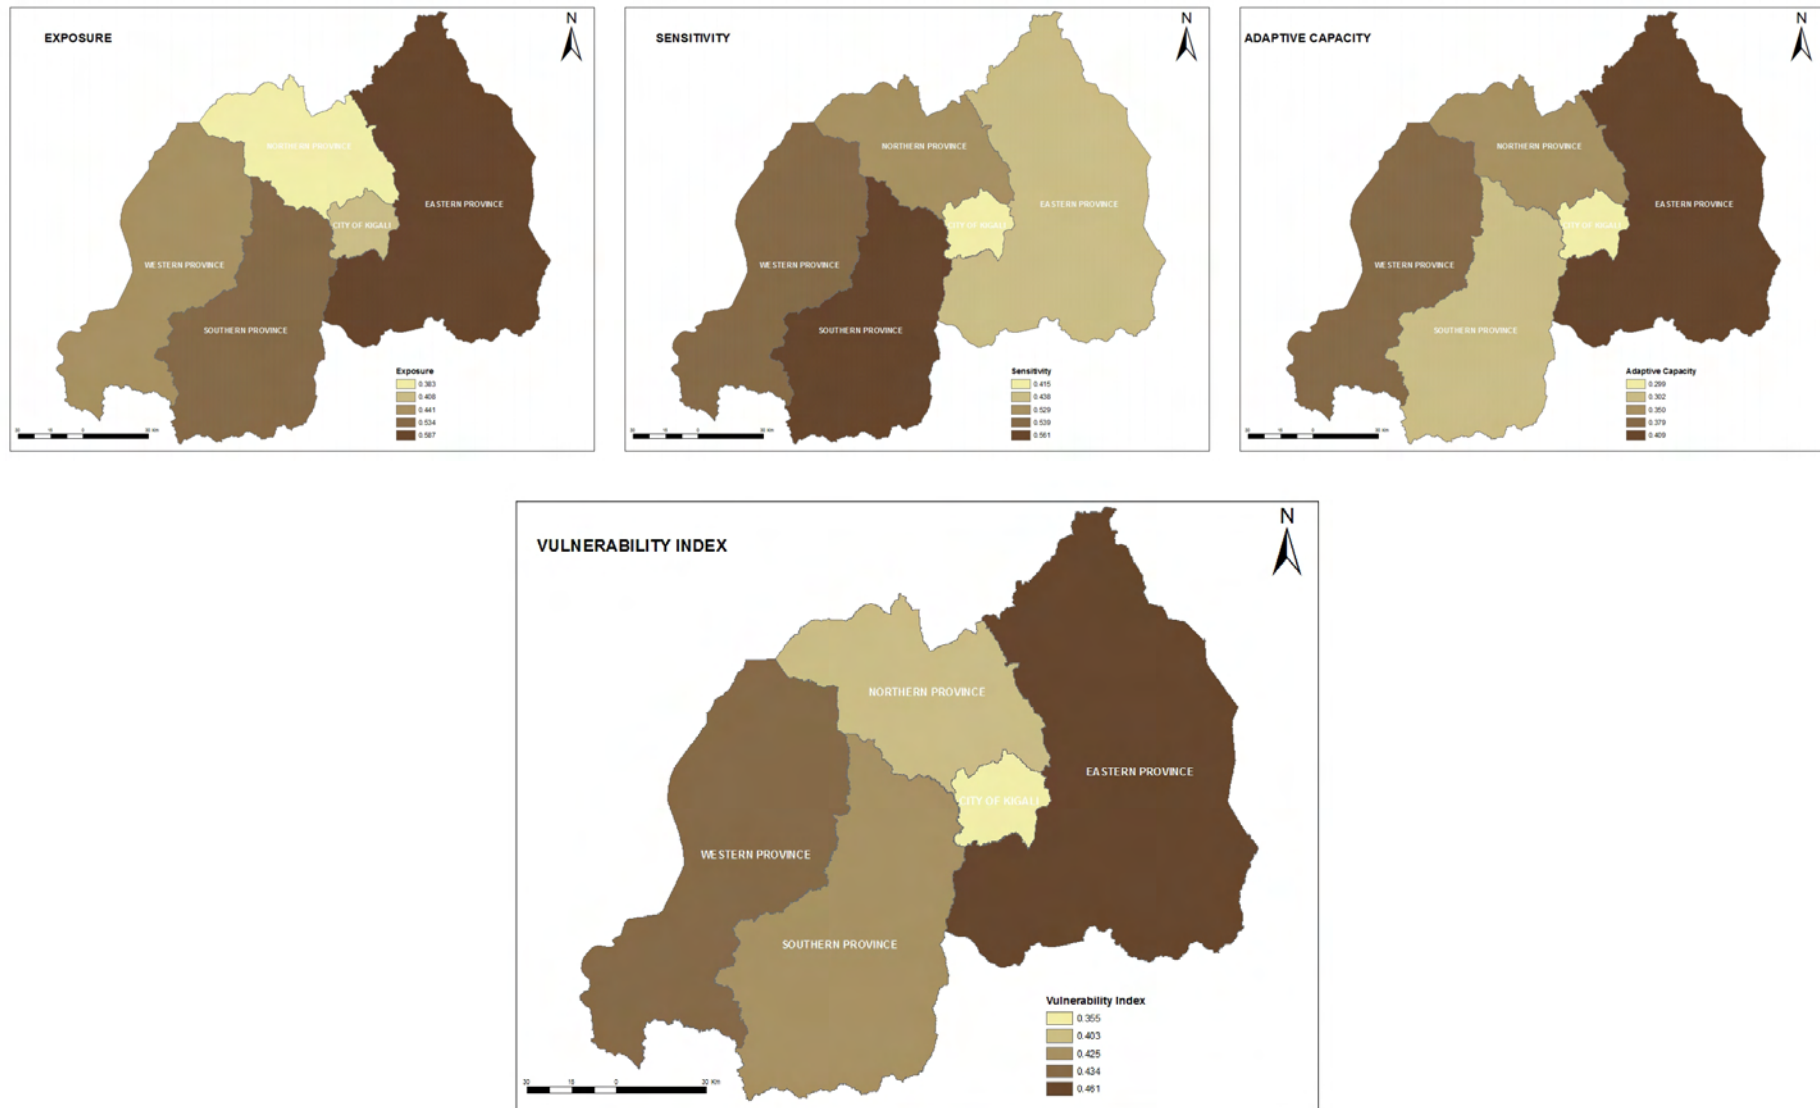 EXPOSURE
N
NORTHERN PROVINCE
EASTERN PROVINCE
CITY OF KIGALI
WESTERN PROVINCE
SOUTHERN PROVINCE
Exposure
0.383
0.408
0.441
0.534
0.587
SENSITIVITY
N
NORTHERN PROVINCE
EASTERN PROVINCE
CITY OF KIGALI
WESTERN PROVINCE
SOUTHERN PROVINCE
Sensitivity
0.415
0.438
0.529
0.539
0.561
ADAPTIVE CAPACITY
N
NORTHERN PROVINCE
EASTERN PROVINCE
CITY OF KIGALI
WESTERN PROVINCE
SOUTHERN PROVINCE
Adaptive Capacity
0.299
0.302
0.350
0.379
0.409
VULNERABILITY INDEX
N
NORTHERN PROVINCE
EASTERN PROVINCE
CITY OF KIGALI
WESTERN PROVINCE
SOUTHERN PROVINCE
Vulnerability Index
0.355
0.403
0.425
0.434
0.461
0 30 Km